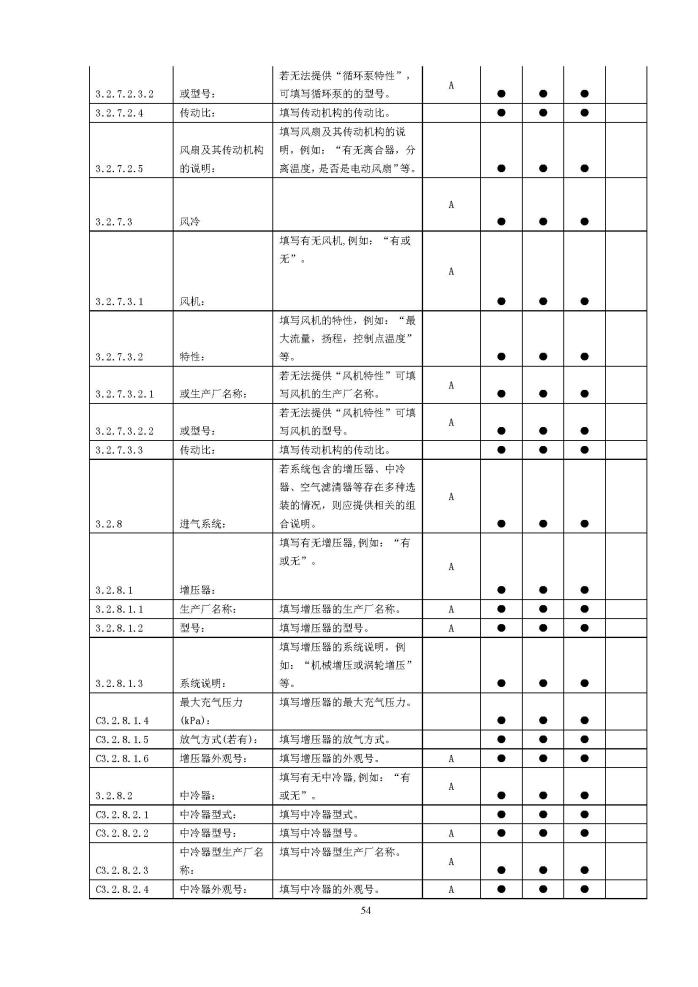 若无法提供“循环泵特性”，
3.2.7.2.3.2 或型号： 可填写循环泵的的型号。 A ● ● ●
3.2.7.2.4 传动比： 填写传动机构的传动比。 ● ● ●
填写风扇及其传动机构的说
风扇及其传动机构 明，例如：“有无离合器，分
3.2.7.2.5 的说明： 离温度，是否是电动风扇”等。 ● ● ●
A
3.2.7.3 风冷 ● ● ●
填写有无风机,例如：“有或
无”。
A
3.2.7.3.1 风机： ● ● ●
填写风机的特性，例如：“最
大流量，扬程，控制点温度”
3.2.7.3.2 特性： 等。 ● ● ●
若无法提供“风机特性”可填
3.2.7.3.2.1 或生产厂名称： 写风机的生产厂名称。 A ● ● ●
若无法提供“风机特性”可填
3.2.7.3.2.2 或型号： 写风机的型号。 A ● ● ●
3.2.7.3.3 传动比： 填写传动机构的传动比。 ● ● ●
若系统包含的增压器、中冷
器、空气滤清器等存在多种选
装的情况，则应提供相关的组 A
3.2.8 进气系统： 合说明。 ● ● ●
填写有无增压器,例如：“有
或无”。
A
3.2.8.1 增压器： ● ● ●
3.2.8.1.1 生产厂名称： 填写增压器的生产厂名称。 A ● ● ●
3.2.8.1.2 型号： 填写增压器的型号。 A ● ● ●
填写增压器的系统说明，例
如：“机械增压或涡轮增压”
3.2.8.1.3 系统说明： 等。 ● ● ●
最大充气压力 填写增压器的最大充气压力。
C3.2.8.1.4 (kPa)： ● ● ●
C3.2.8.1.5 放气方式(若有)： 填写增压器的放气方式。 ● ● ●
C3.2.8.1.6 增压器外观号： 填写增压器的外观号。 A ● ● ●
填写有无中冷器,例如：“有
3.2.8.2 中冷器： 或无”。 A ● ● ●
C3.2.8.2.1 中冷器型式： 填写中冷器型式。 ● ● ●
C3.2.8.2.2 中冷器型号： 填写中冷器型号。 A ● ● ●
中冷器型生产厂名 填写中冷器型生产厂名称。
C3.2.8.2.3 称： A ● ● ●
C3.2.8.2.4 中冷器外观号： 填写中冷器的外观号。 A ● ● ●
54